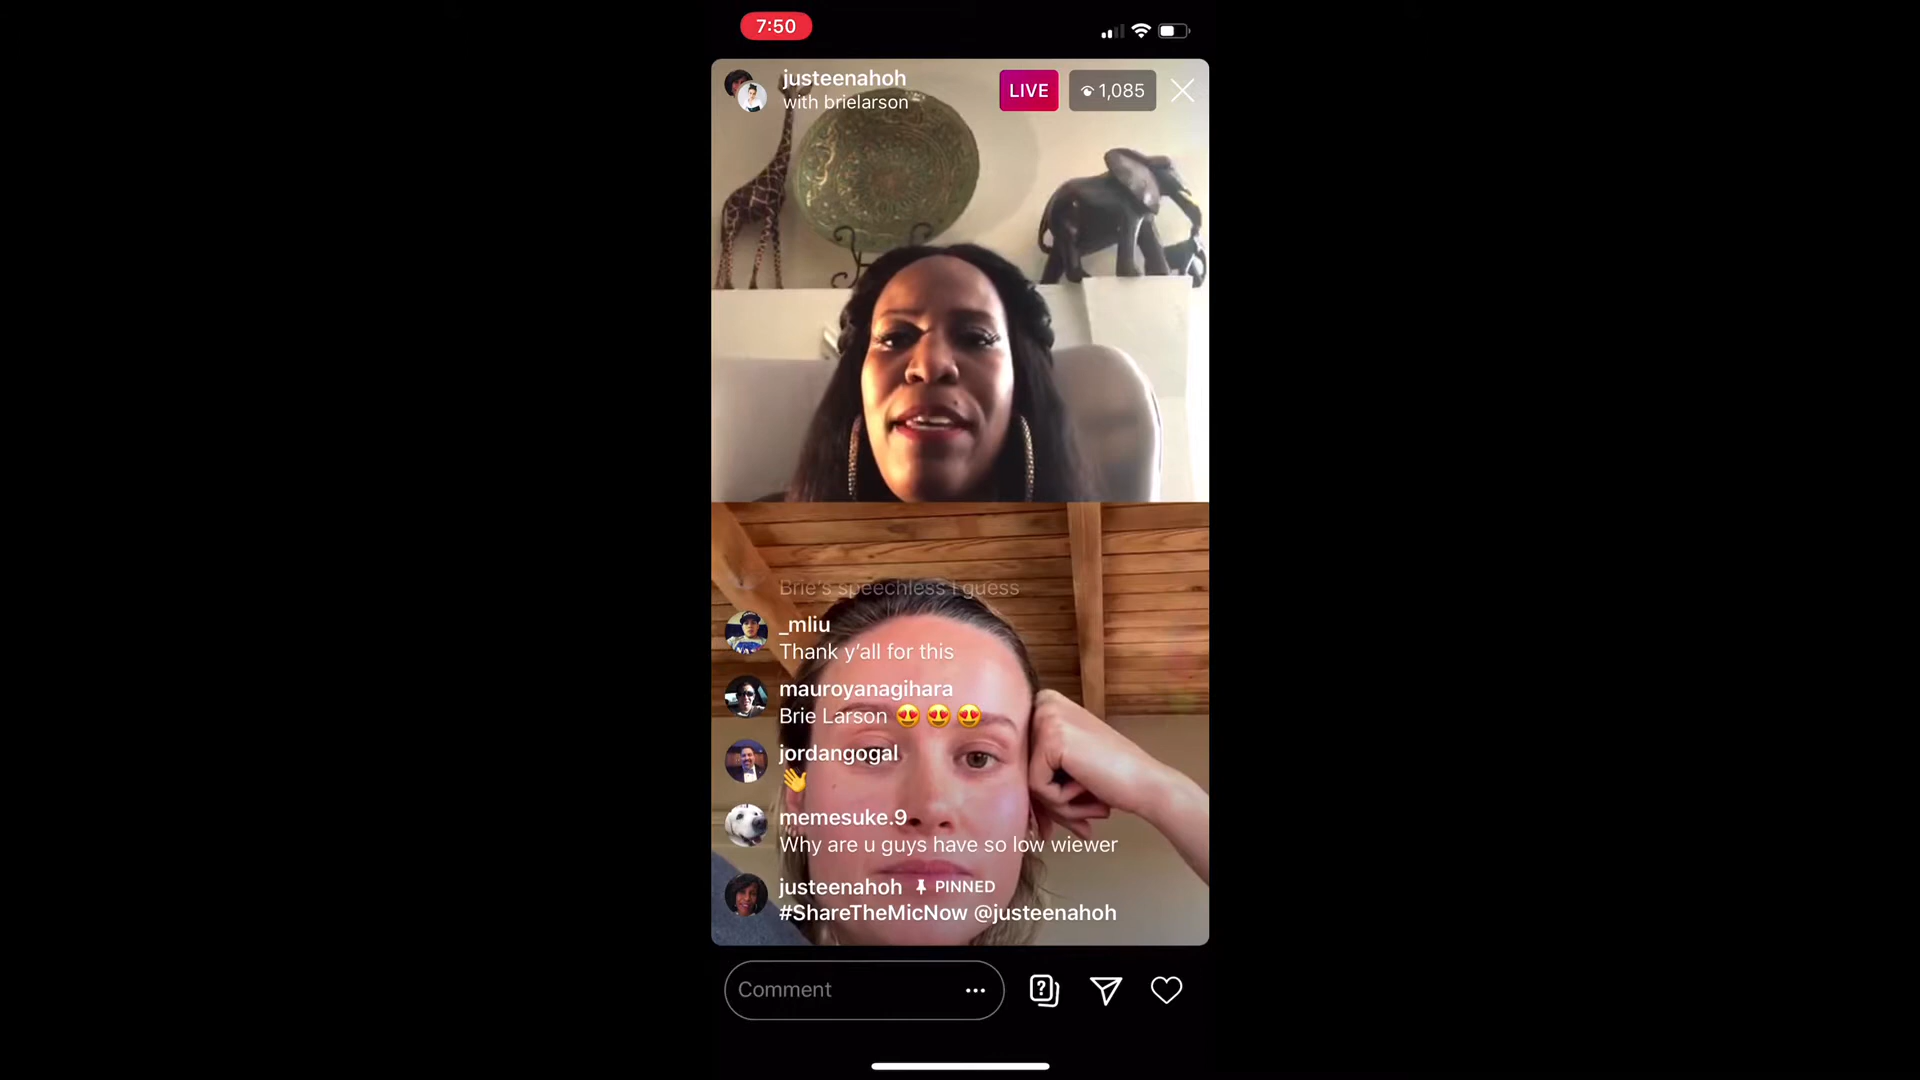 7:50
justeenahoh
with brielarson
LIVE
1,085
Brie's speechless I guess
_mliu
Thank y'all for this
mauroyanagihara
Brie Larson 😍 😍 😍
jordangogal
👋
memesuke.9
Why are u guys have so low wiewer
justeenahoh PINNED
#ShareTheMicNow @justeenahoh
Comment